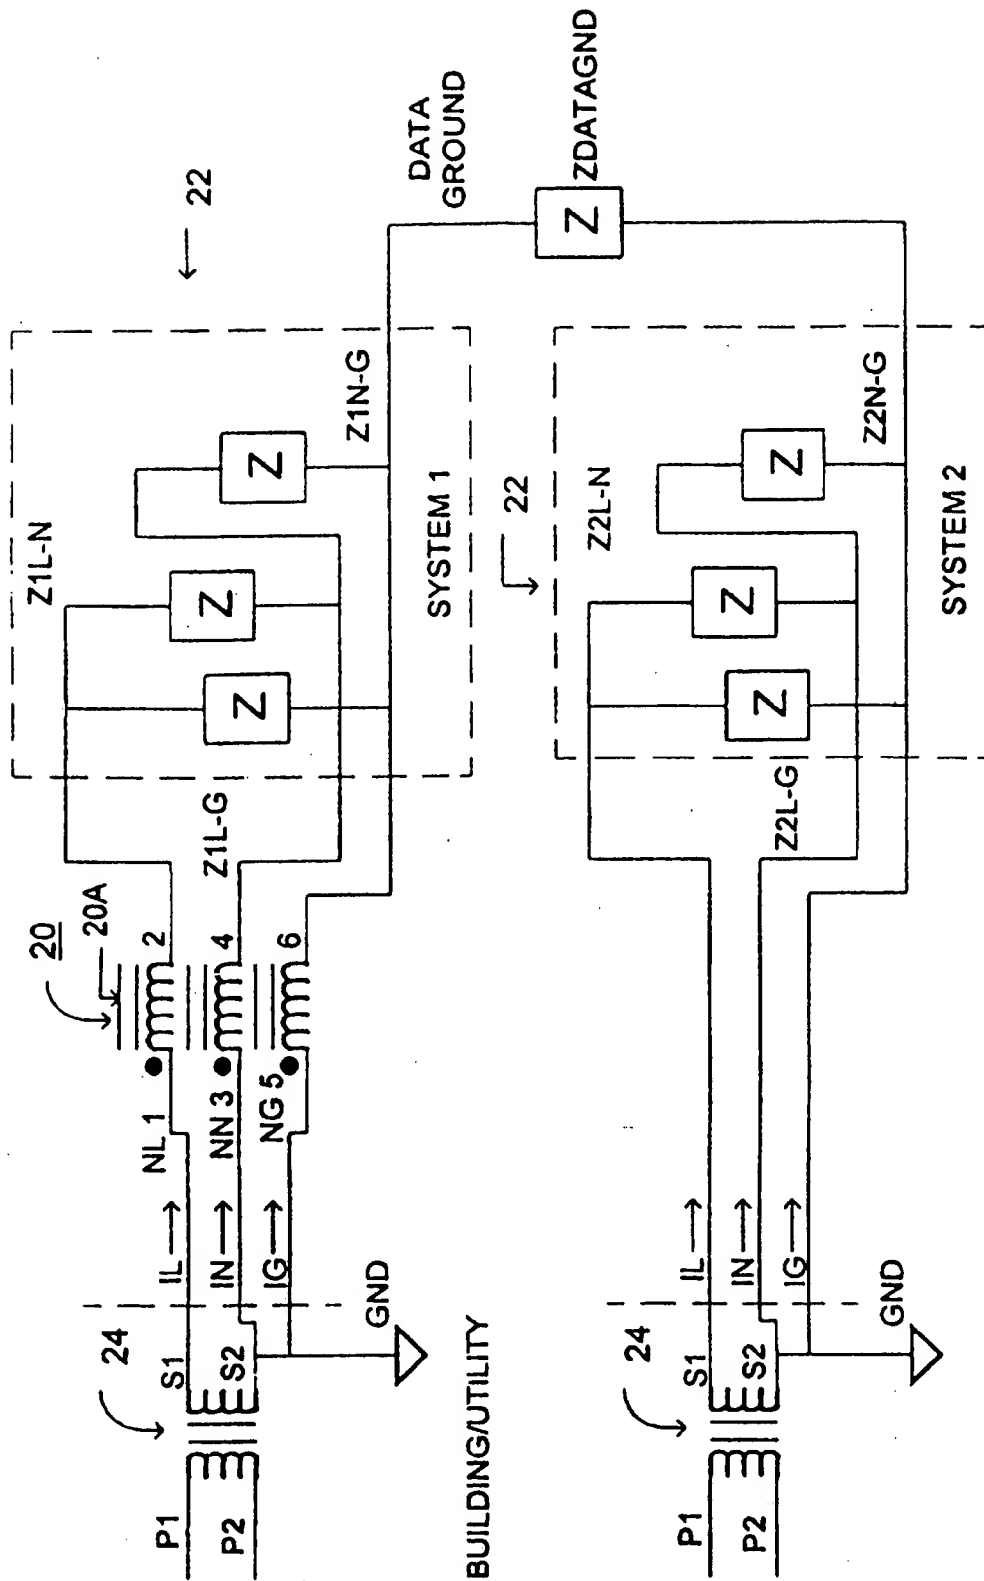 20
20A
22
24
P1
P2
S1
S2
IL
IN
IG
GND
NL 1
NN 3
NG 5
2
4
6
Z1L-G
Z1L-N
Z1N-G
Z
Z
Z
SYSTEM 1
DATA
GROUND
Z
ZDATAGND
BUILDING/UTILITY
22
24
P1
P2
S1
S2
IL
IN
IG
GND
Z2L-G
Z2L-N
Z2N-G
Z
Z
Z
SYSTEM 2